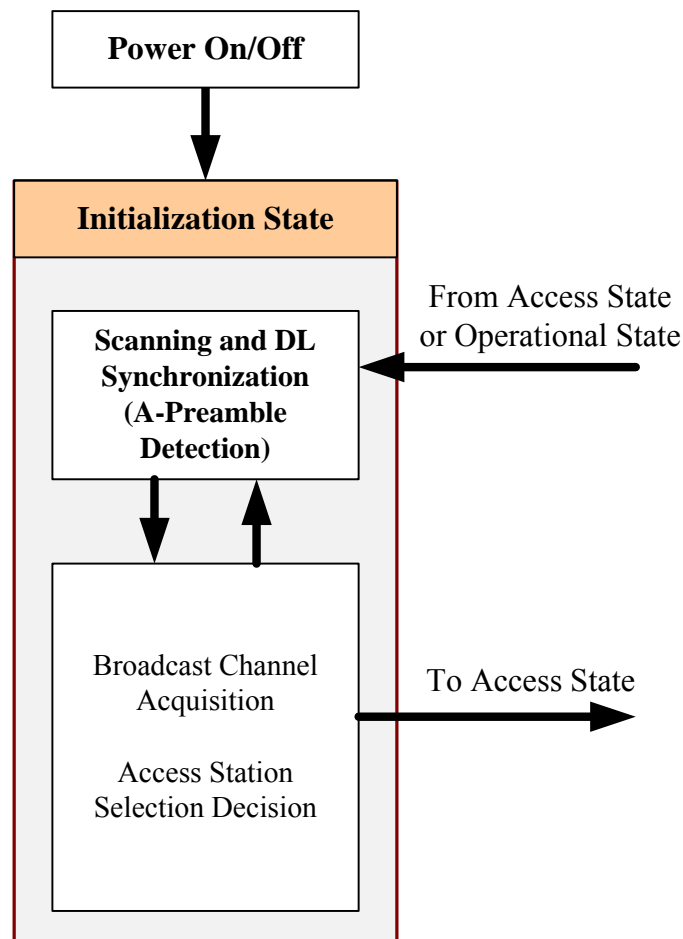 Power On/Off
Initialization State
From Access State
or Operational State
Scanning and DL
Synchronization
(A-Preamble
Detection)
Broadcast Channel
Acquisition
Access Station
Selection Decision
To Access State